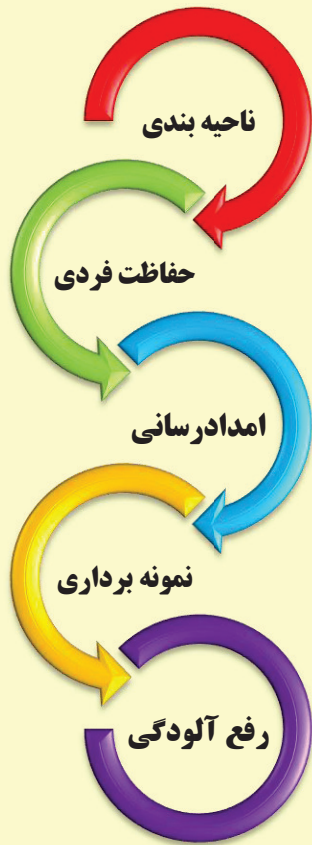 ناحیه بندی
حفاظت فردی
امدادرسانی
نمونه برداری
رفع آلودگی